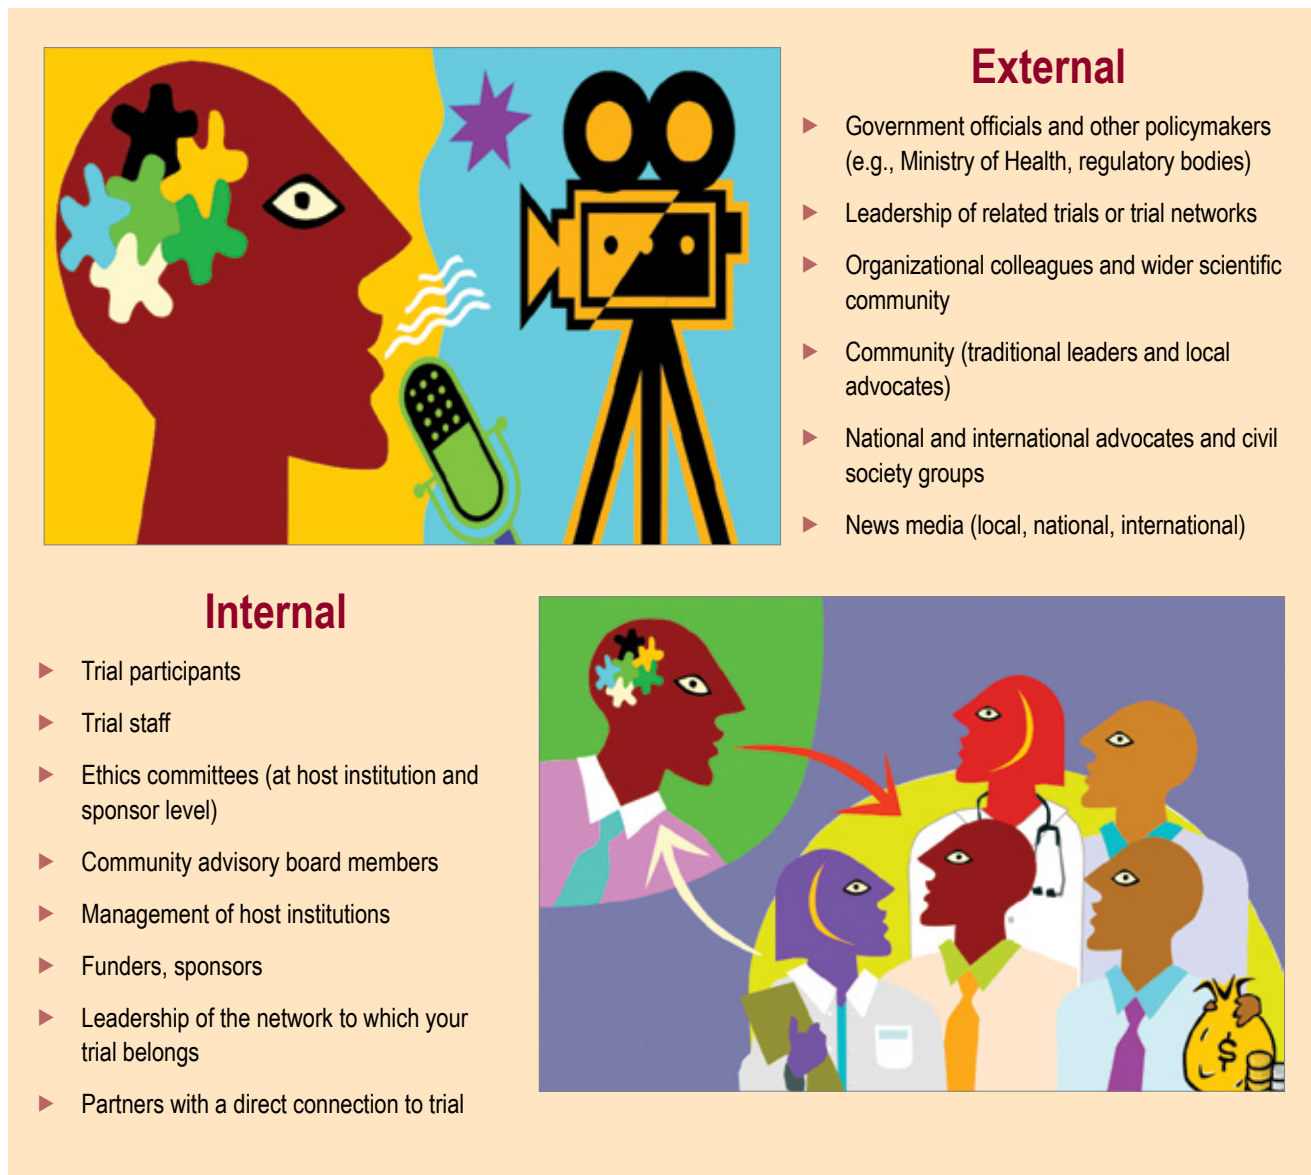 External
▶ Government officials and other policymakers
(e.g., Ministry of Health, regulatory bodies)
▶ Leadership of related trials or trial networks
▶ Organizational colleagues and wider scientific
community
▶ Community (traditional leaders and local
advocates)
▶ National and international advocates and civil
society groups
▶ News media (local, national, international)
Internal
▶ Trial participants
▶ Trial staff
▶ Ethics committees (at host institution and
sponsor level)
▶ Community advisory board members
▶ Management of host institutions
▶ Funders, sponsors
▶ Leadership of the network to which your
trial belongs
▶ Partners with a direct connection to trial
$